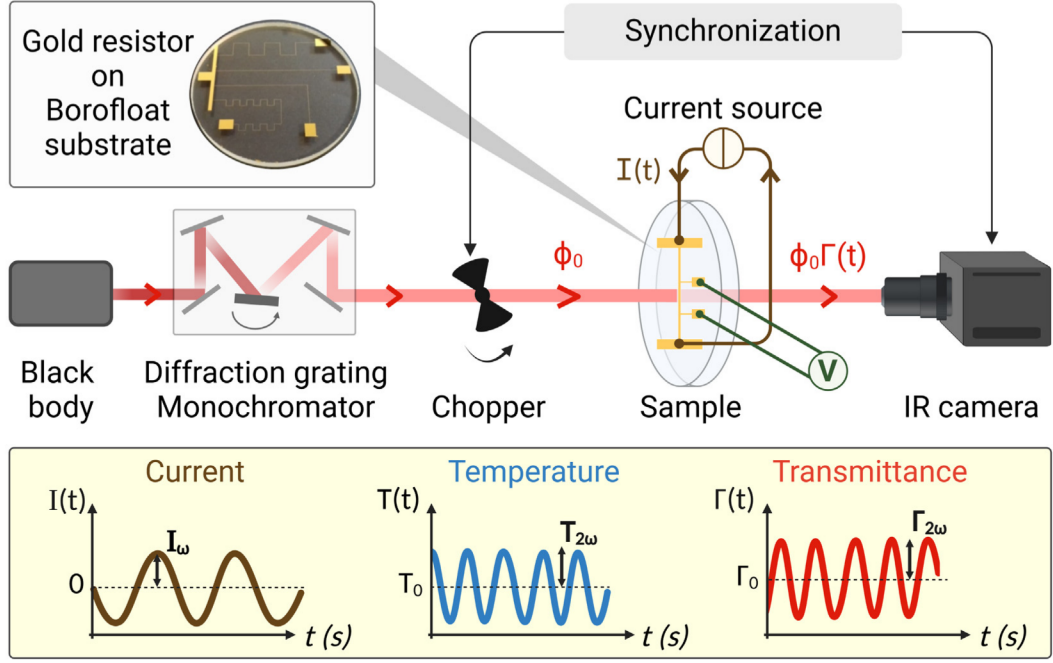 Gold resistor
on
Borofloat
substrate
Synchronization
Current source
I(t)
ϕ₀
ϕ₀Γ(t)
V
Black
body
Diffraction grating
Monochromator
Chopper
Sample
IR camera
Current
I(t)
I_ω
0
t (s)
Temperature
T(t)
T_2ω
T₀
t (s)
Transmittance
Γ(t)
Γ_2ω
Γ₀
t (s)